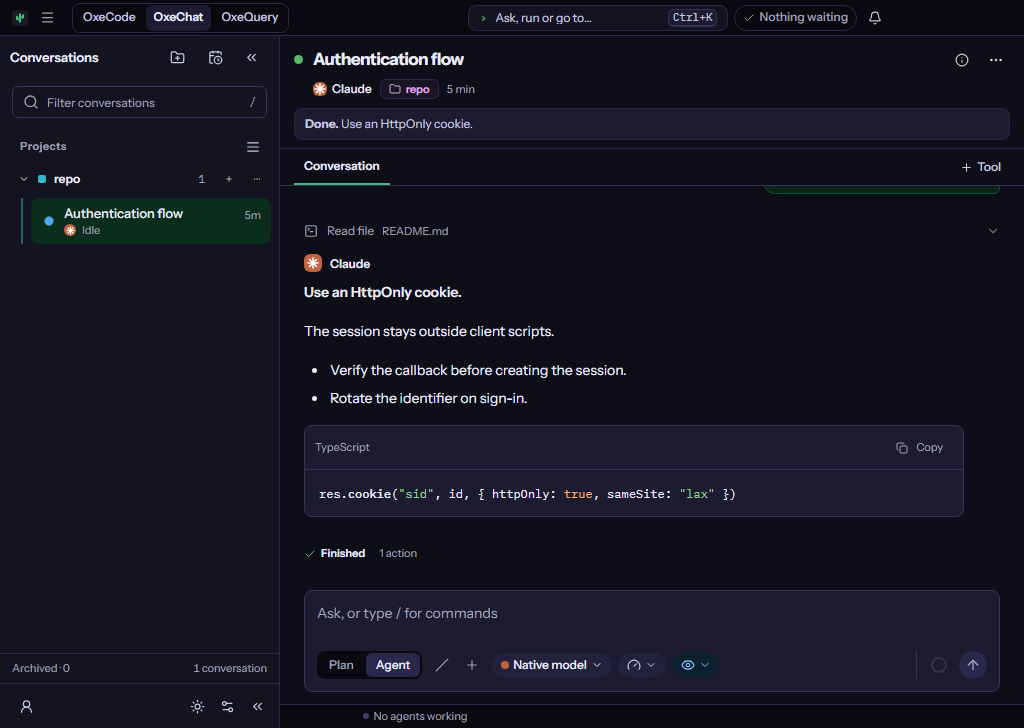 OxeCode OxeChat OxeQuery
› Ask, run or go to... Ctrl+K
Nothing waiting
Conversations
Filter conversations /
Projects
repo 1 + ...
Authentication flow 5m
Idle
Archived · 0 1 conversation
Authentication flow
Claude repo 5 min
Done. Use an HttpOnly cookie.
Conversation + Tool
Read file README.md
Claude
Use an HttpOnly cookie.
The session stays outside client scripts.
• Verify the callback before creating the session.
• Rotate the identifier on sign-in.
TypeScript Copy
res.cookie("sid", id, { httpOnly: true, sameSite: "lax" })
Finished 1 action
Ask, or type / for commands
Plan Agent Native model
No agents working